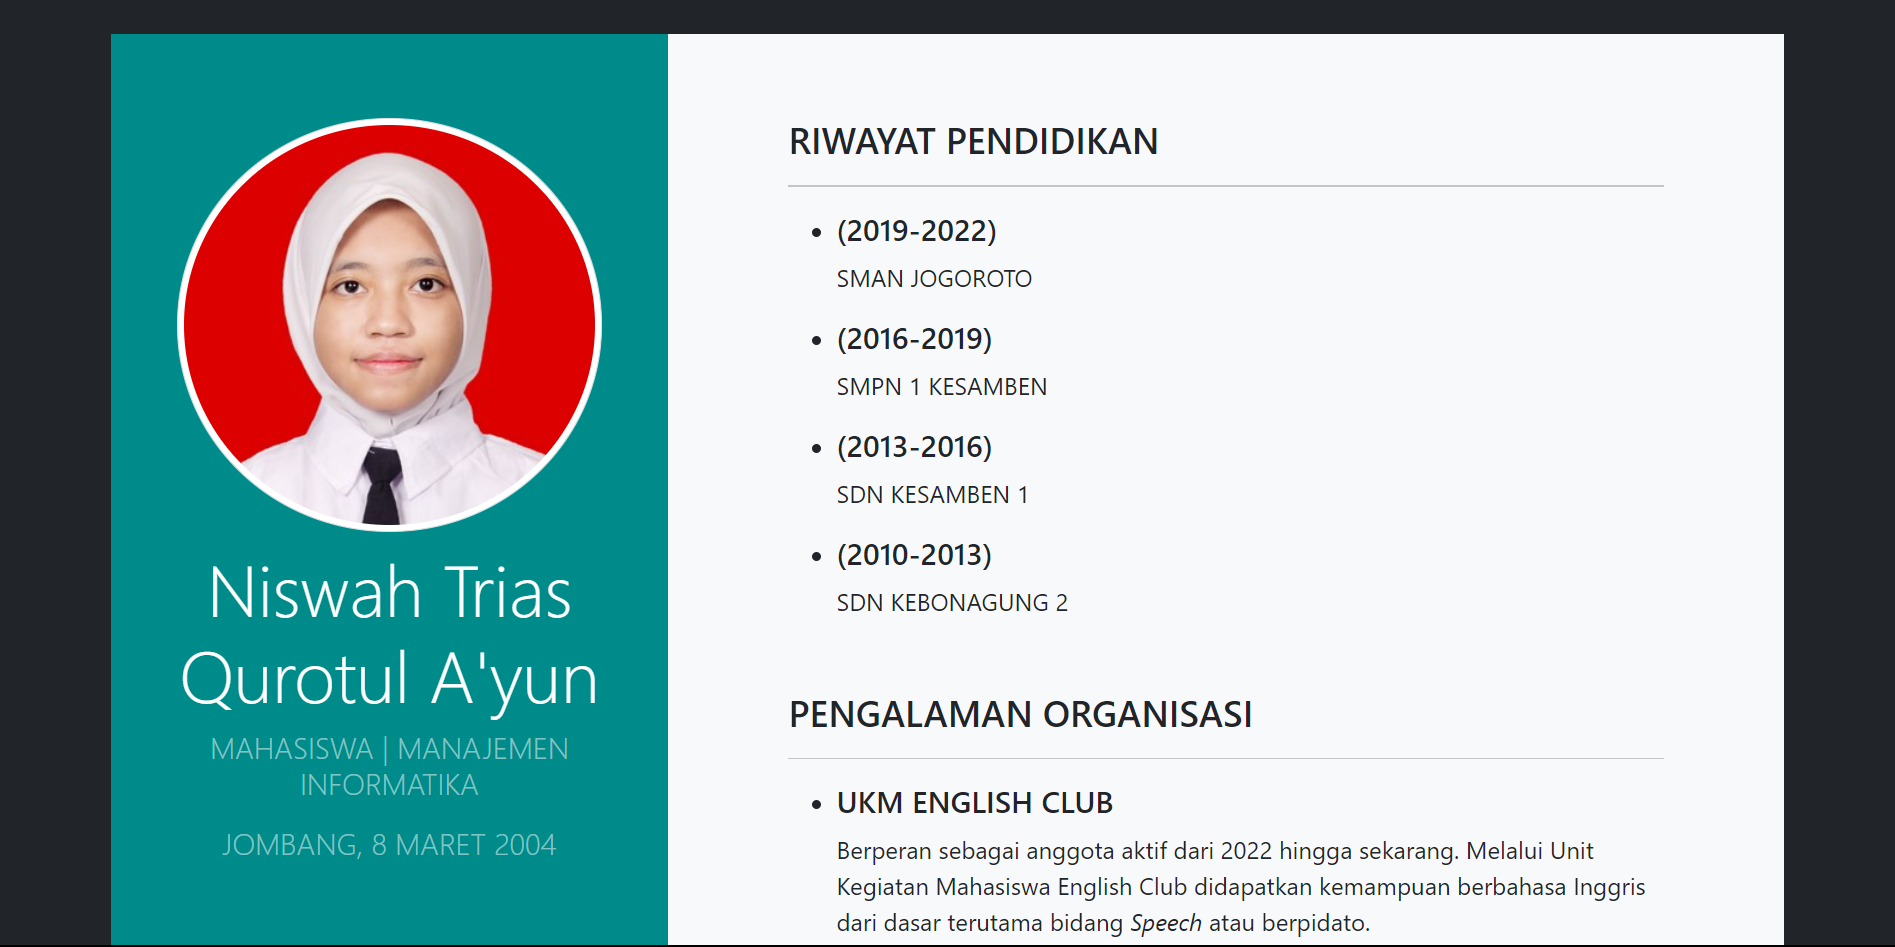 Niswah Trias
Qurotul A'yun
MAHASISWA | MANAJEMEN
INFORMATIKA
JOMBANG, 8 MARET 2004
RIWAYAT PENDIDIKAN
(2019-2022)
SMAN JOGOROTO
(2016-2019)
SMPN 1 KESAMBEN
(2013-2016)
SDN KESAMBEN 1
(2010-2013)
SDN KEBONAGUNG 2
PENGALAMAN ORGANISASI
UKM ENGLISH CLUB
Berperan sebagai anggota aktif dari 2022 hingga sekarang. Melalui Unit
Kegiatan Mahasiswa English Club didapatkan kemampuan berbahasa Inggris
dari dasar terutama bidang Speech atau berpidato.